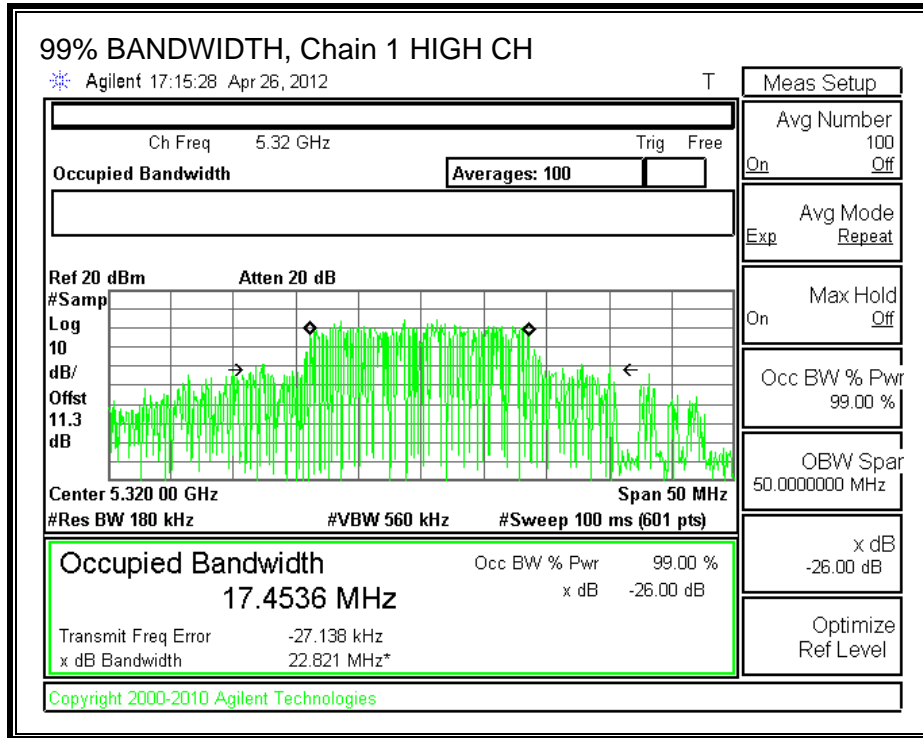 99% BANDWIDTH, Chain 1 HIGH CH
Agilent 17:15:28 Apr 26, 2012 T
Ch Freq 5.32 GHz Trig Free
Occupied Bandwidth Averages: 100
Ref 20 dBm Atten 20 dB
#Samp
Log
10
dB/
Offst
11.3
dB
Center 5.320 00 GHz Span 50 MHz
#Res BW 180 kHz #VBW 560 kHz #Sweep 100 ms (601 pts)
Occupied Bandwidth Occ BW % Pwr 99.00 %
17.4536 MHz x dB -26.00 dB
Transmit Freq Error -27.138 kHz
x dB Bandwidth 22.821 MHz*
Copyright 2000-2010 Agilent Technologies
Meas Setup
Avg Number
100
On Off
Avg Mode
Exp Repeat
Max Hold
On Off
Occ BW % Pwr
99.00 %
OBW Span
50.0000000 MHz
x dB
-26.00 dB
Optimize
Ref Level